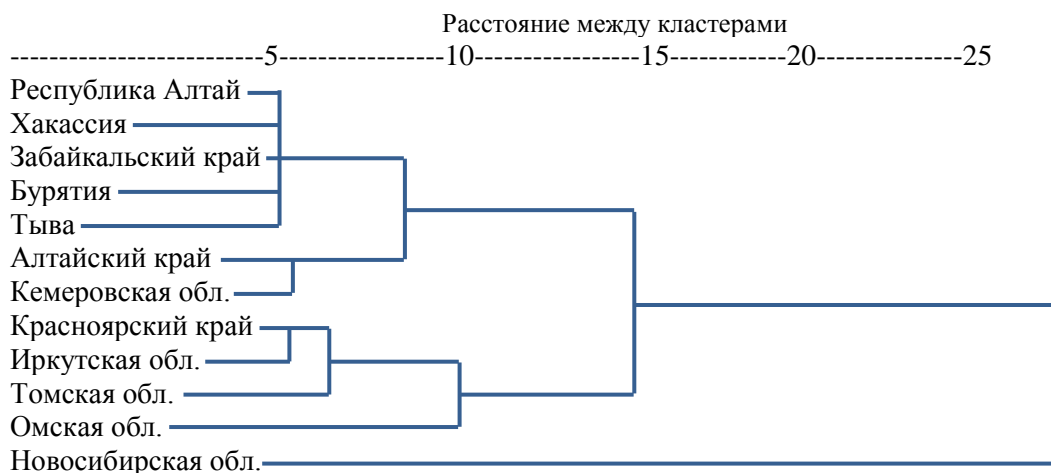 Расстояние между кластерами
--------------------------5-----------------10-----------------15------------20---------------25
Республика Алтай
Хакассия
Забайкальский край
Бурятия
Тыва
Алтайский край
Кемеровская обл.
Красноярский край
Иркутская обл.
Томская обл.
Омская обл.
Новосибирская обл.